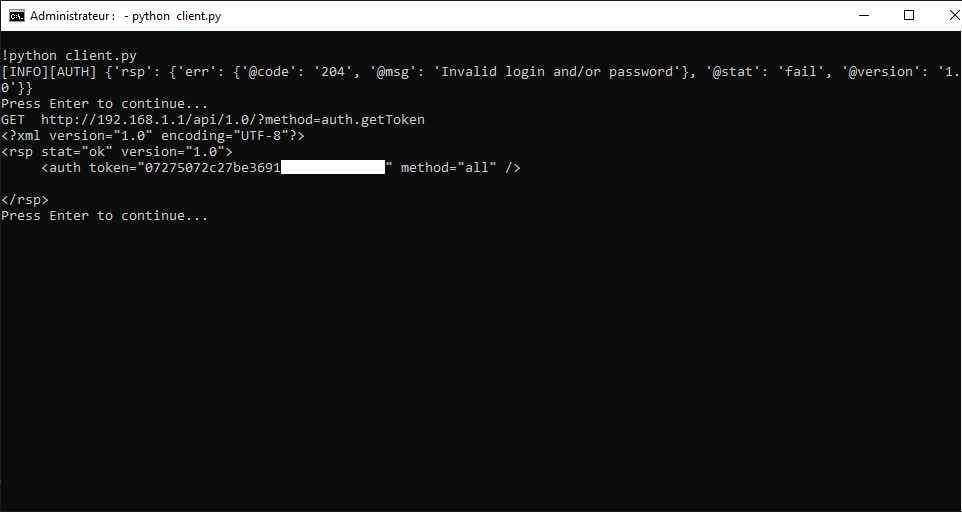 Administrateur: - python client.py
!python client.py
[INFO][AUTH] {'rsp': {'err': {'@code': '204', '@msg': 'Invalid login and/or password'}, '@stat': 'fail', '@version': '1.
0'}}
Press Enter to continue...
GET  http://192.168.1.1/api/1.0/?method=auth.getToken
<?xml version="1.0" encoding="UTF-8"?>
<rsp stat="ok" version="1.0">
     <auth token="07275072c27be3691" method="all" />
</rsp>
Press Enter to continue...